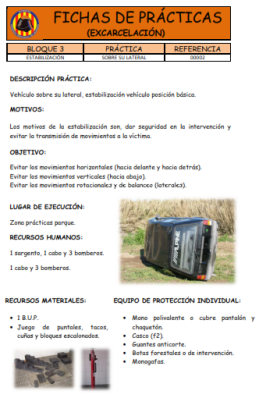 FICHAS DE PRÁCTICAS
(EXCARCELACIÓN)
BLOQUE 3 PRÁCTICA REFERENCIA
ESTABILIZACIÓN SOBRE SU LATERAL 00002
DESCRIPCIÓN PRÁCTICA:
Vehículo sobre su lateral, estabilización vehículo posición básica.
MOTIVOS:
Los motivos de la estabilización son, dar seguridad en la intervención y
evitar la transmisión de movimientos a la víctima.
OBJETIVO:
Evitar los movimientos horizontales (hacia delante y hacia detrás).
Evitar los movimientos verticales (hacia abajo).
Evitar los movimientos rotacionales y de balanceo (laterales).
LUGAR DE EJECUCIÓN:
Zona prácticas parque.
RECURSOS HUMANOS:
1 sargento, 1 cabo y 3 bomberos.
1 cabo y 3 bomberos.
RECURSOS MATERIALES:
• 1 B.U.P.
• Juego de puntales, tacos,
cuñas y bloques escalonados.
EQUIPO DE PROTECCIÓN INDIVIDUAL:
• Mono polivalente o cubre pantalón y
chaquetón.
• Casco (f2).
• Guantes anticorte.
• Botas forestales o de intervención.
• Monogafas.